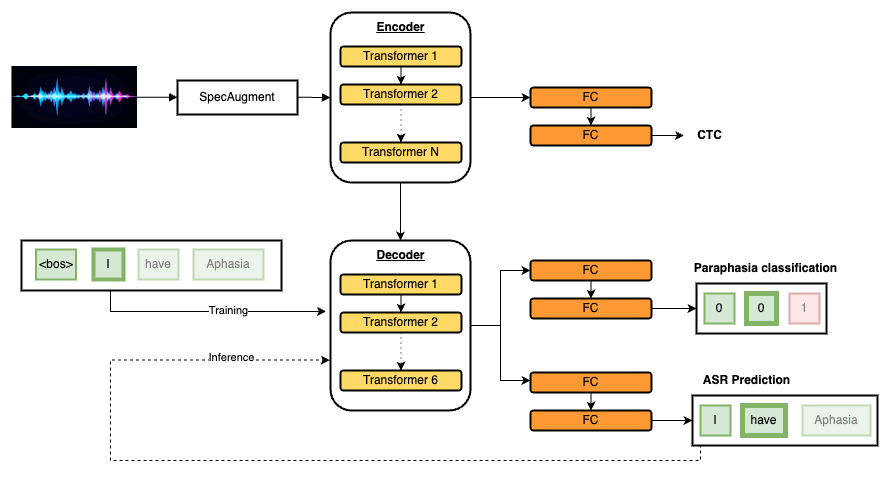 Encoder
Transformer 1
Transformer 2
Transformer N
SpecAugment
FC
FC
CTC
Decoder
Transformer 1
Transformer 2
Transformer 6
<bos> I have Aphasia
Training
Inference
FC
FC
Paraphasia classification
0 0 1
FC
FC
ASR Prediction
I have Aphasia